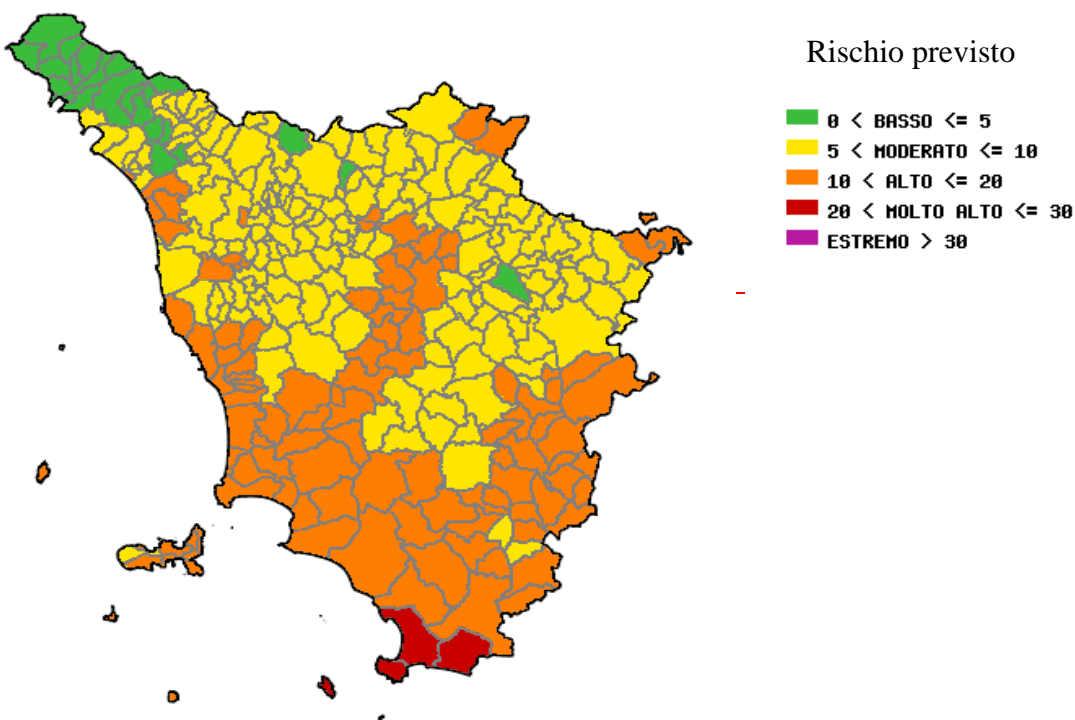 Rischio previsto
0 < BASSO <= 5
5 < MODERATO <= 10
10 < ALTO <= 20
20 < MOLTO ALTO <= 30
ESTREMO > 30